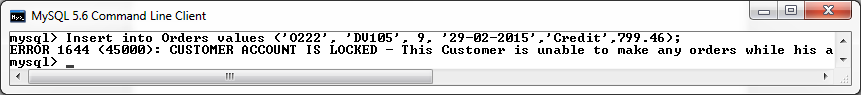 MySQL 5.6 Command Line Client
mysql> Insert into Orders values ('O222', 'DV105', 9, '29-02-2015','Credit',799.46);
ERROR 1644 (45000): CUSTOMER ACCOUNT IS LOCKED - This Customer is unable to make any orders while his a
mysql> _